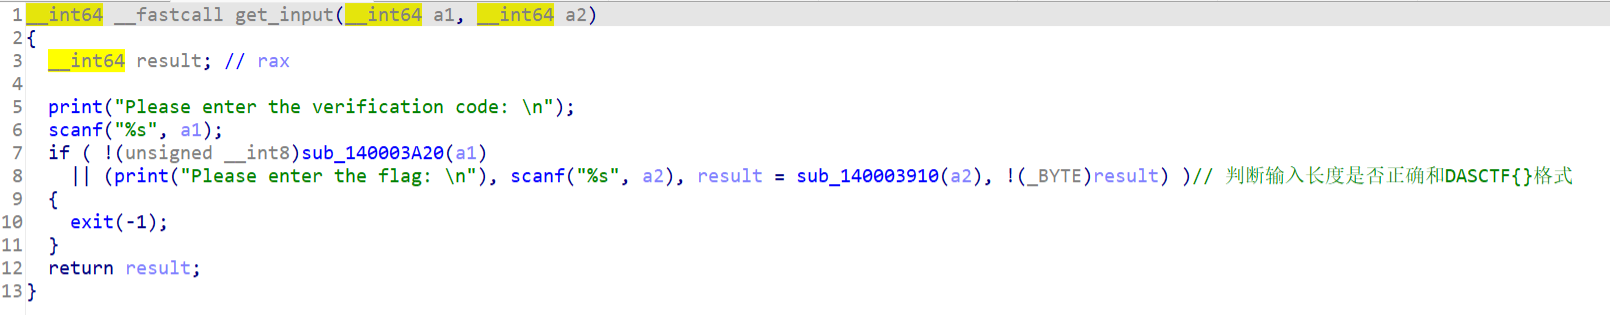 1 __int64 __fastcall get_input(__int64 a1, __int64 a2)
2 {
3   __int64 result; // rax
4
5   print("Please enter the verification code: \n");
6   scanf("%s", a1);
7   if ( !(unsigned __int8)sub_140003A20(a1)
8     || (print("Please enter the flag: \n"), scanf("%s", a2), result = sub_140003910(a2), !(_BYTE)result) )// 判断输入长度是否正确和DASCTF{}格式
9   {
10     exit(-1);
11   }
12   return result;
13 }